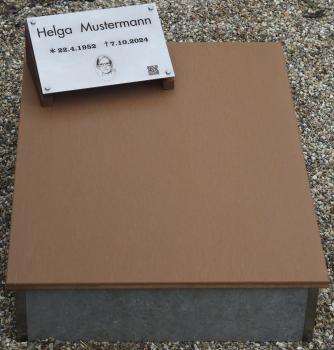 Helga Mustermann
* 22.4.1952 † 7.10.2024